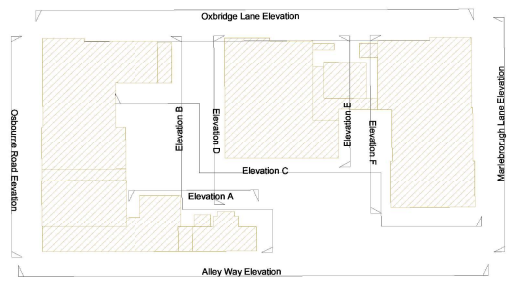 Oxbridge Lane Elevation
Osbourne Road Elevation
Elevation B
Elevation D
Elevation E
Elevation F
Marlebrough Lane Elevation
Elevation C
Elevation A
Alley Way Elevation